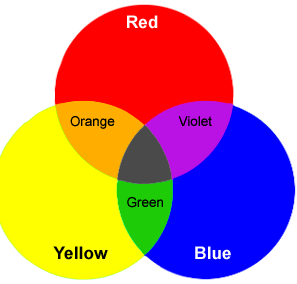 Red
Orange
Violet
Green
Yellow
Blue